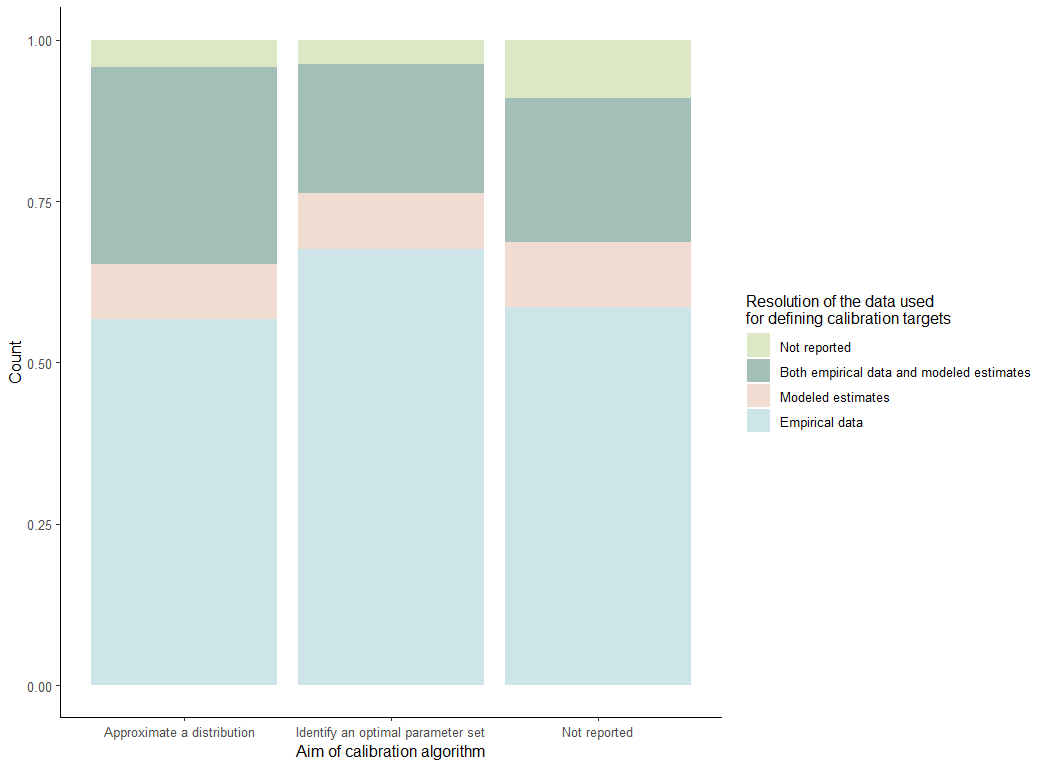 1.00
0.75
0.50
0.25
0.00
Count
Approximate a distribution
Identify an optimal parameter set
Not reported
Aim of calibration algorithm
Resolution of the data used
for defining calibration targets
Not reported
Both empirical data and modeled estimates
Modeled estimates
Empirical data